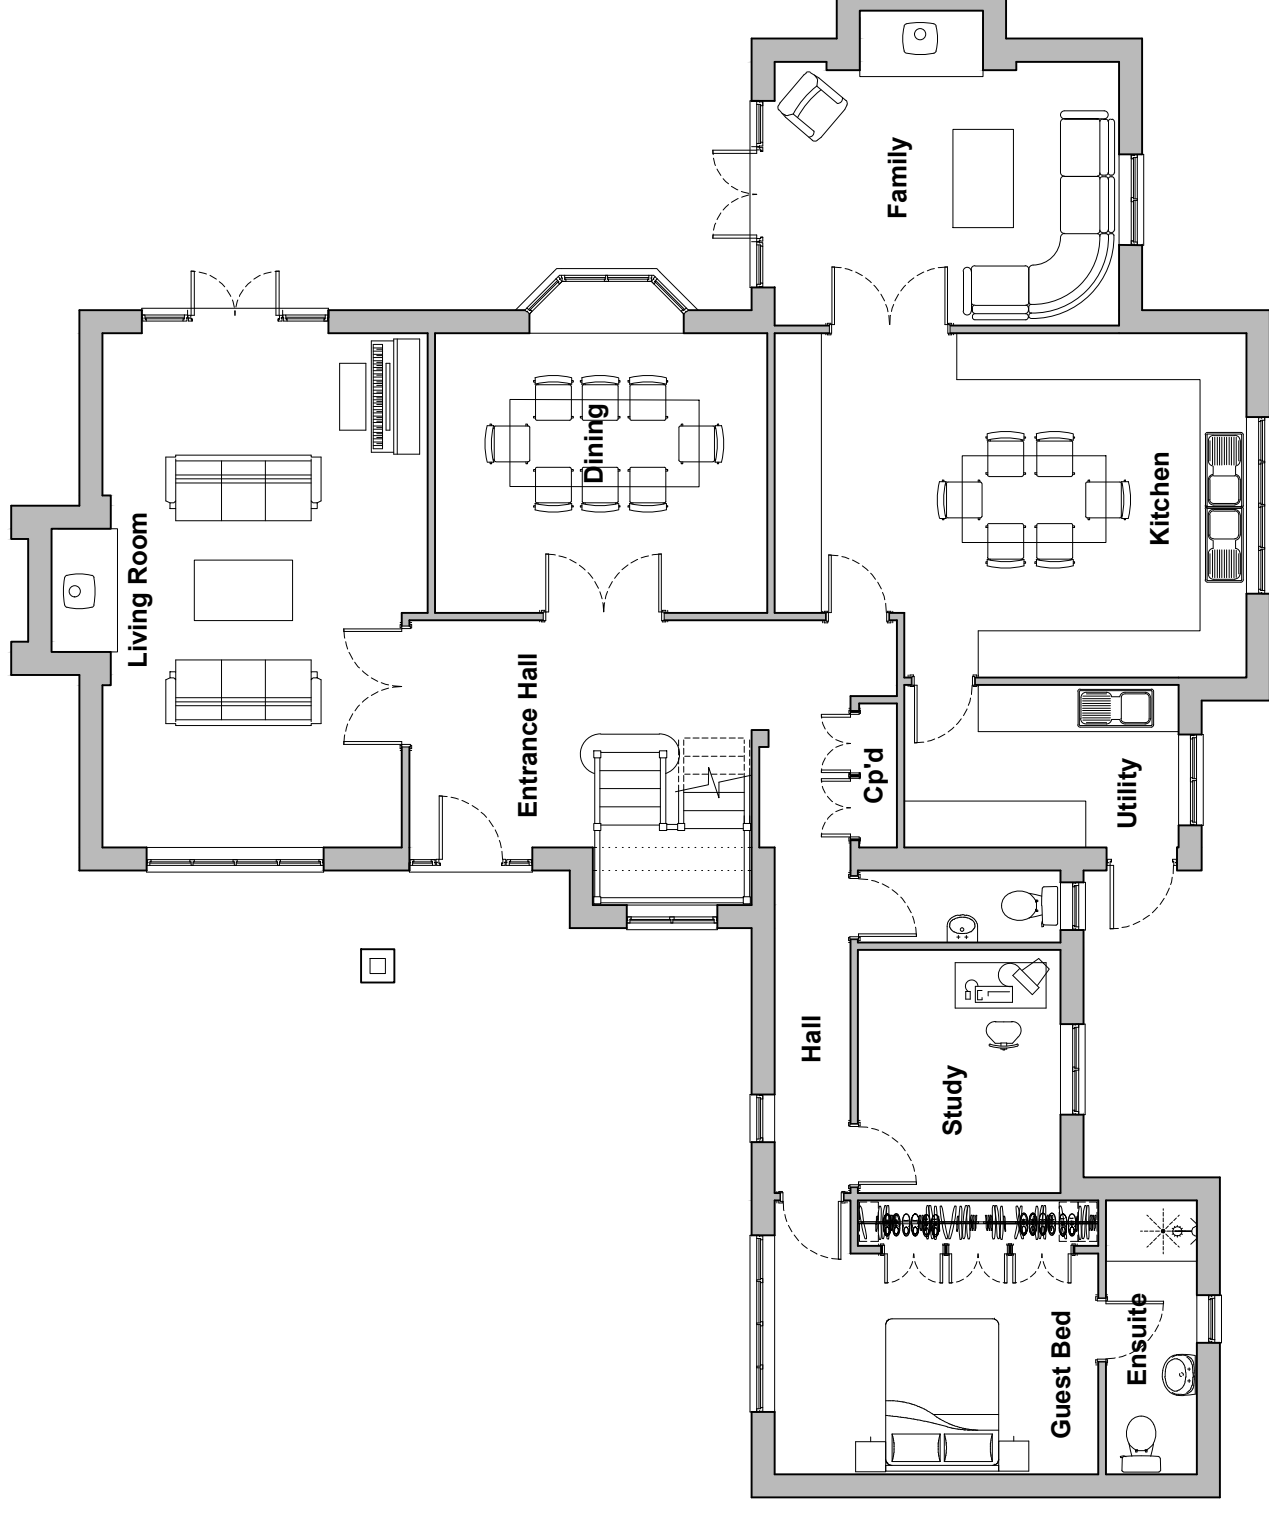 Living Room
Dining
Family
Kitchen
Entrance Hall
Cp'd
Utility
Hall
Study
Guest Bed
Ensuite